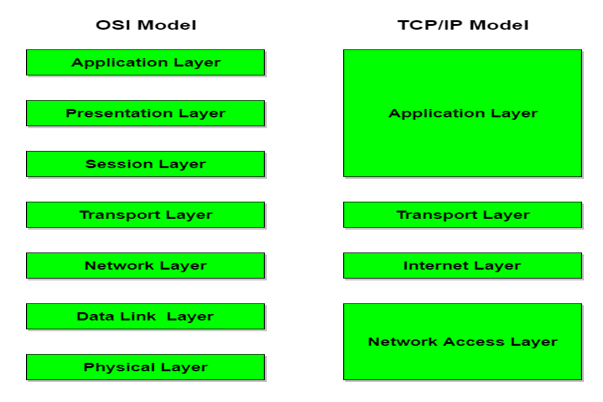 OSI Model
TCP/IP Model
Application Layer
Presentation Layer
Session Layer
Transport Layer
Network Layer
Data Link  Layer
Physical Layer
Application Layer
Transport Layer
Internet Layer
Network Access Layer